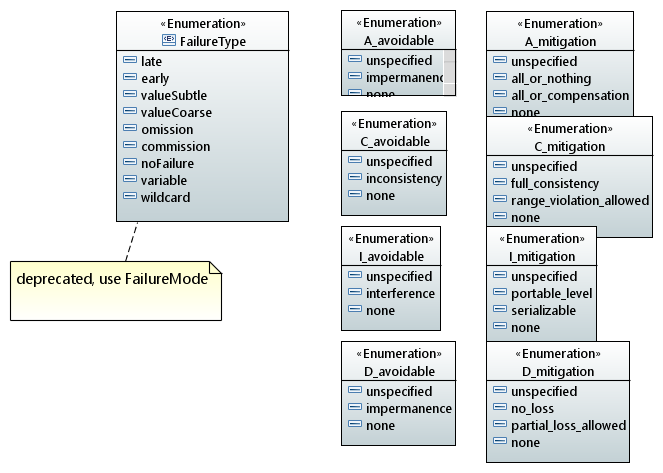 «Enumeration»
FailureType
late
early
valueSubtle
valueCoarse
omission
commission
noFailure
variable
wildcard
deprecated, use FailureMode
«Enumeration»
A_avoidable
unspecified
impermanenc
none
«Enumeration»
C_avoidable
unspecified
inconsistency
none
«Enumeration»
I_avoidable
unspecified
interference
none
«Enumeration»
D_avoidable
unspecified
impermanence
none
«Enumeration»
A_mitigation
unspecified
all_or_nothing
all_or_compensation
none
«Enumeration»
C_mitigation
unspecified
full_consistency
range_violation_allowed
none
«Enumeration»
I_mitigation
unspecified
portable_level
serializable
none
«Enumeration»
D_mitigation
unspecified
no_loss
partial_loss_allowed
none